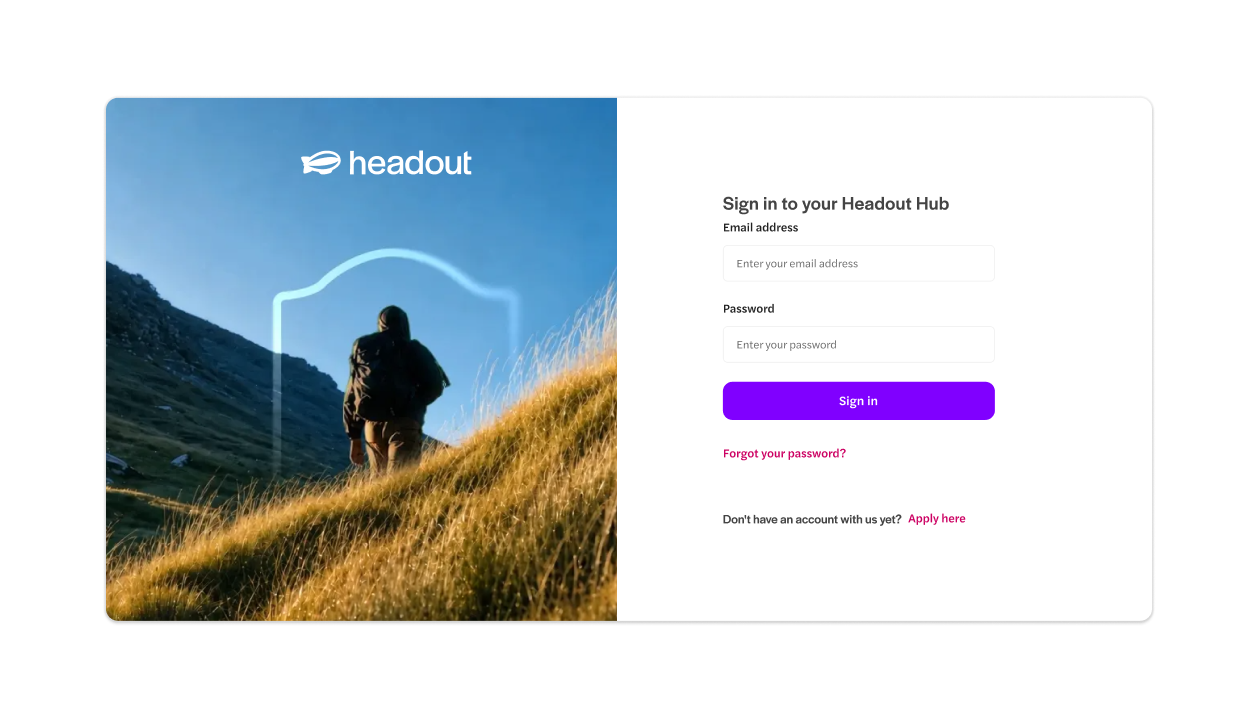 headout
Sign in to your Headout Hub
Email address
Enter your email address
Password
Enter your password
Sign in
Forgot your password?
Don't have an account with us yet? Apply here